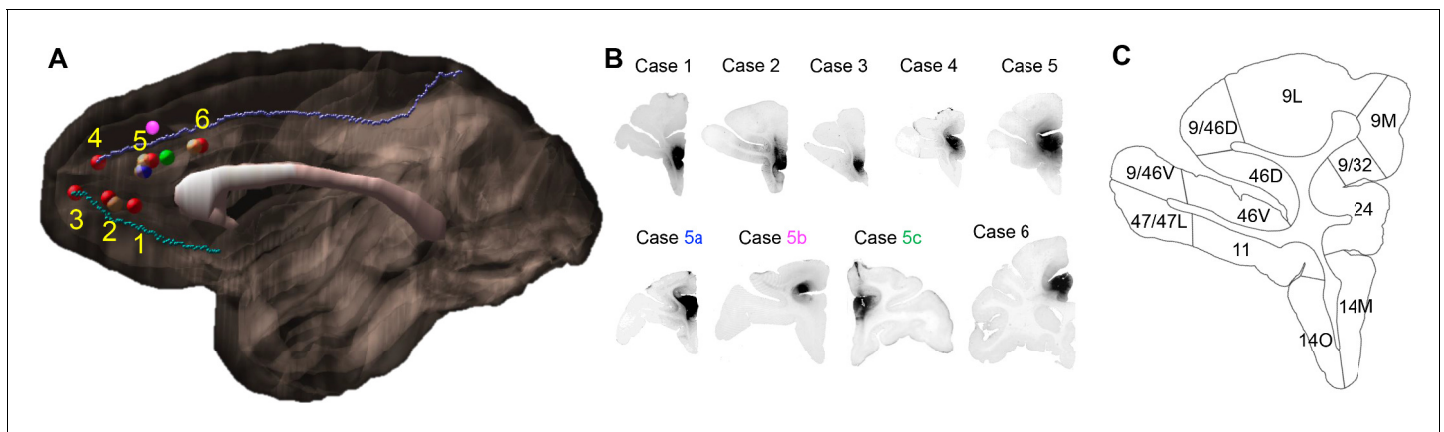 A
4
5
6
3
2
1
B
Case 1
Case 2
Case 3
Case 4
Case 5
Case 5a
Case 5b
Case 5c
Case 6
C
9L
9M
9/46D
9/32
9/46V
46D
24
46V
47/47L
11
14M
14O